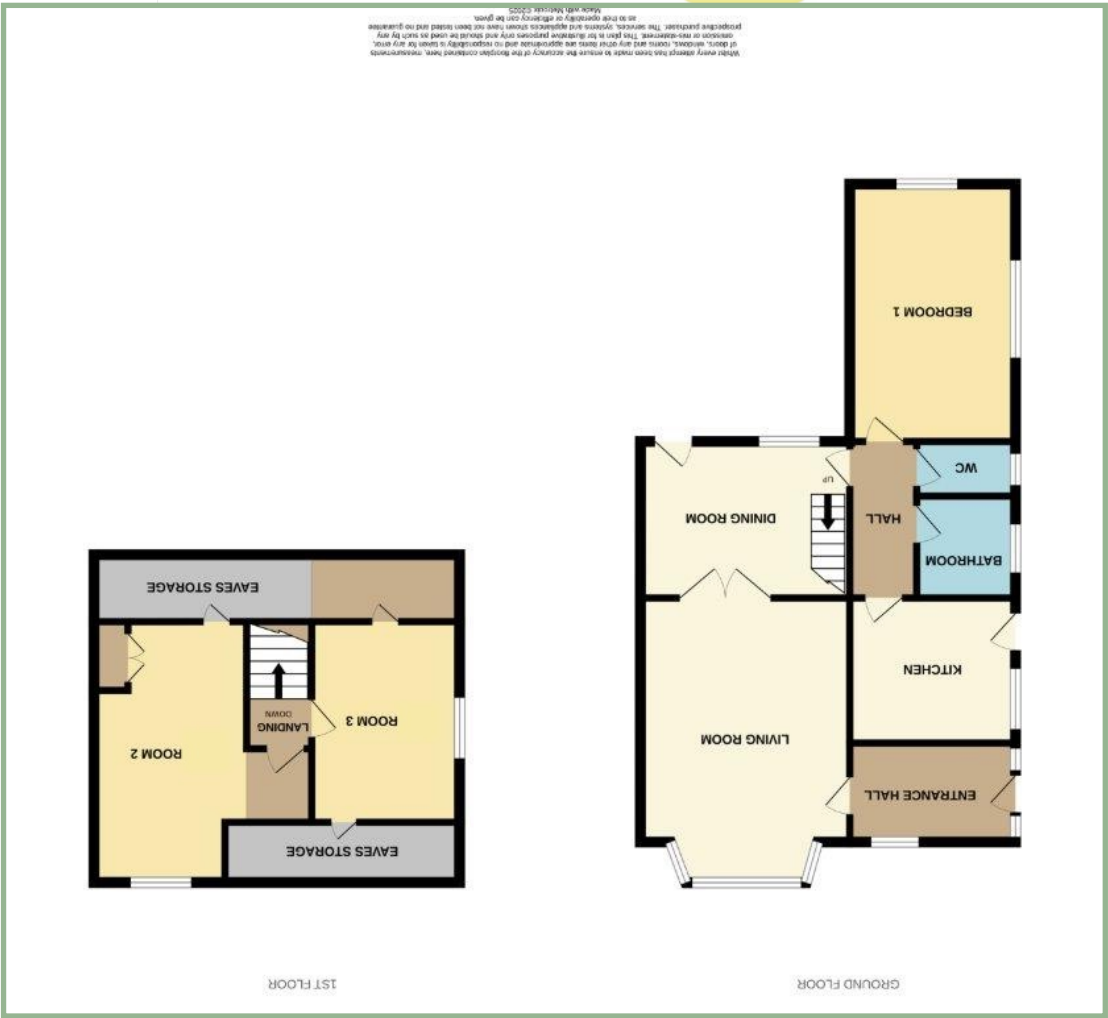 GROUND FLOOR
ENTRANCE HALL
LIVING ROOM
KITCHEN
BATHROOM
HALL
DINING ROOM
UP
WC
BEDROOM 1
1ST FLOOR
EAVES STORAGE
ROOM 2
LANDING
DOWN
ROOM 3
EAVES STORAGE
Whilst every attempt has been made to ensure the accuracy of the floorplan contained here, measurements
of doors, windows, rooms and any other items are approximate and no responsibility is taken for any error,
omission or mis-statement. This plan is for illustrative purposes only and should be used as such by any
prospective purchaser. The services, systems and appliances shown have not been tested and no guarantee
as to their operability or efficiency can be given.
Made with Metropix ©2025